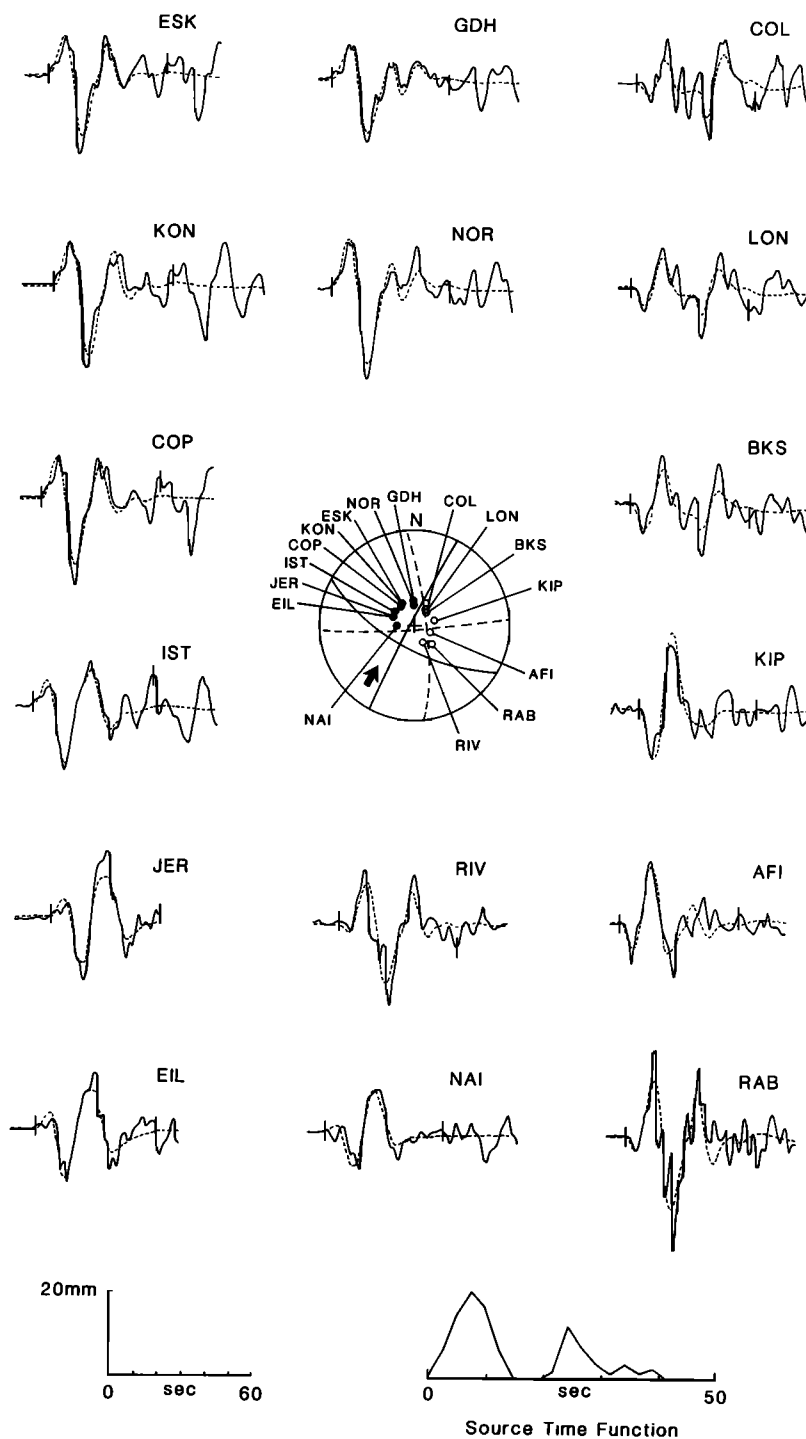 ESK
GDH
COL
KON
NOR
LON
COP
BKS
NOR
GDH
N
COL
LON
BKS
KIP
ESK
KON
COP
IST
JER
EIL
NAI
RIV
RAB
AFI
IST
KIP
JER
RIV
AFI
EIL
NAI
RAB
20mm
0 sec 60
0 sec 50
Source Time Function